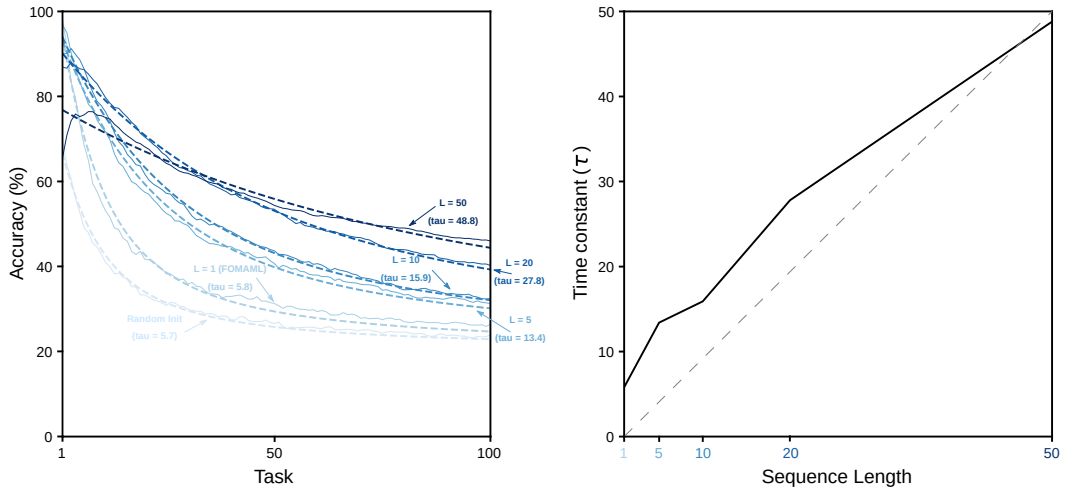 100
80
60
40
20
0
1
50
100
Accuracy (%)
Task
L = 50
(tau = 48.8)
L = 20
(tau = 27.8)
L = 10
(tau = 15.9)
L = 1 (FOMAML)
(tau = 5.8)
L = 5
(tau = 13.4)
Random Init
(tau = 5.7)
50
40
30
20
10
0
1
5
10
20
50
Time constant (τ)
Sequence Length